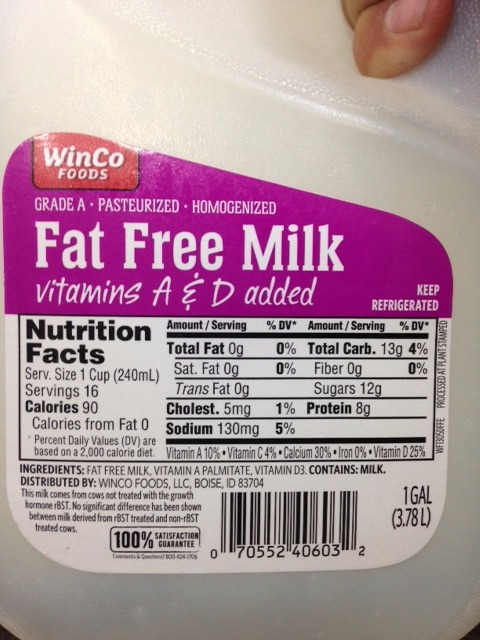 WinCo
FOODS
GRADE A · PASTEURIZED · HOMOGENIZED
Fat Free Milk
vitamins A & D added
KEEP
REFRIGERATED
Nutrition
Facts
Serv. Size 1 Cup (240mL)
Servings 16
Calories 90
Calories from Fat 0
* Percent Daily Values (DV) are
based on a 2,000 calorie diet.
Amount / Serving % DV* Amount / Serving % DV*
Total Fat 0g 0% Total Carb. 13g 4%
Sat. Fat 0g 0% Fiber 0g 0%
Trans Fat 0g Sugars 12g
Cholest. 5mg 1% Protein 8g
Sodium 130mg 5%
Vitamin A 10% • Vitamin C 4% • Calcium 30% • Iron 0% • Vitamin D 25%
PROCESSED AT PLANT STAMPED
INGREDIENTS: FAT FREE MILK, VITAMIN A PALMITATE, VITAMIN D3. CONTAINS: MILK.
DISTRIBUTED BY: WINCO FOODS, LLC, BOISE, ID 83704
This milk comes from cows not treated with the growth
hormone rBST. No significant difference has been shown
between milk derived from rBST treated and non-rBST
treated cows.
100% SATISFACTION
GUARANTEE
Comments & Questions? 800-824-1706
0 70552 40603 2
1 GAL
(3.78 L)